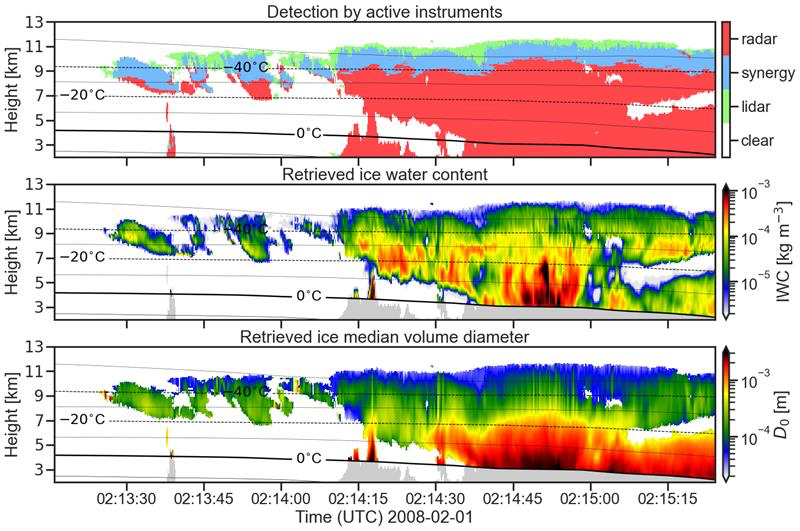 Detection by active instruments
13
11
9
7
5
3
Height [km]
−40°C
−20°C
0°C
radar
synergy
lidar
clear
Retrieved ice water content
13
11
9
7
5
3
Height [km]
−40°C
−20°C
0°C
10⁻³
10⁻⁴
10⁻⁵
IWC [kg m⁻³]
Retrieved ice median volume diameter
13
11
9
7
5
3
Height [km]
−40°C
−20°C
0°C
10⁻³
10⁻⁴
D₀ [m]
02:13:30 02:13:45 02:14:00 02:14:15 02:14:30 02:14:45 02:15:00 02:15:15
Time (UTC) 2008-02-01